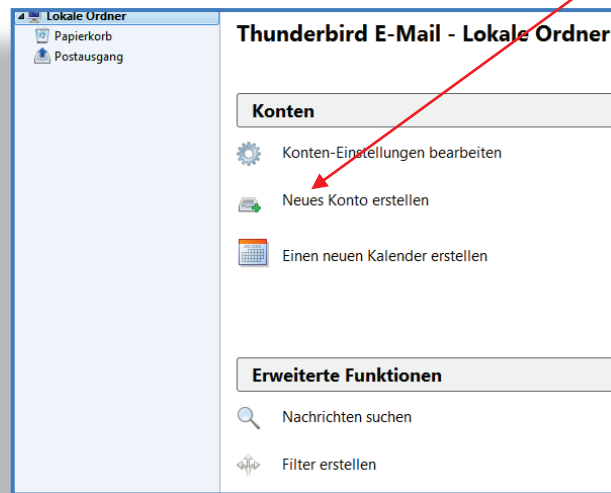 Lokale Ordner
Papierkorb
Postausgang
Thunderbird E-Mail - Lokale Ordner
Konten
Konten-Einstellungen bearbeiten
Neues Konto erstellen
Einen neuen Kalender erstellen
Erweiterte Funktionen
Nachrichten suchen
Filter erstellen